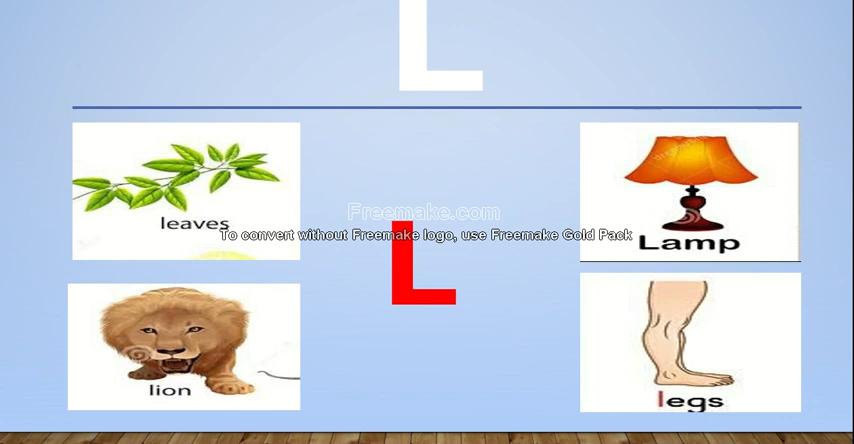 L
leaves
Lamp
Freemake.com
To convert without Freemake logo, use Freemake Gold Pack
L
lion
legs